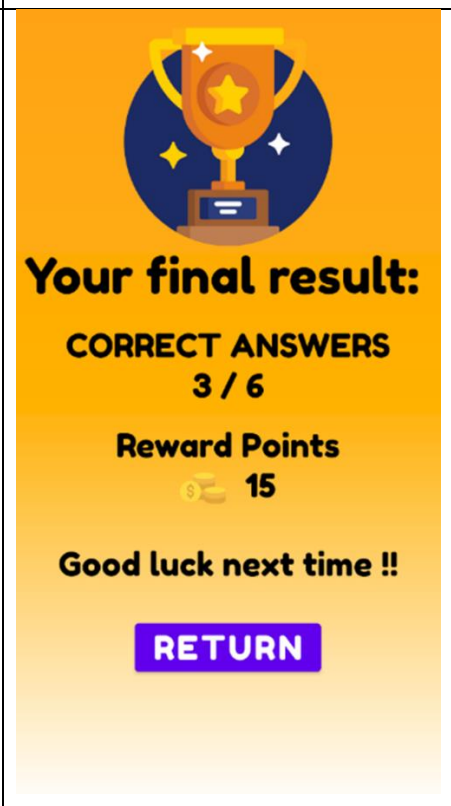 Your final result:
CORRECT ANSWERS
3 / 6
Reward Points
$ 15
Good luck next time !!
RETURN